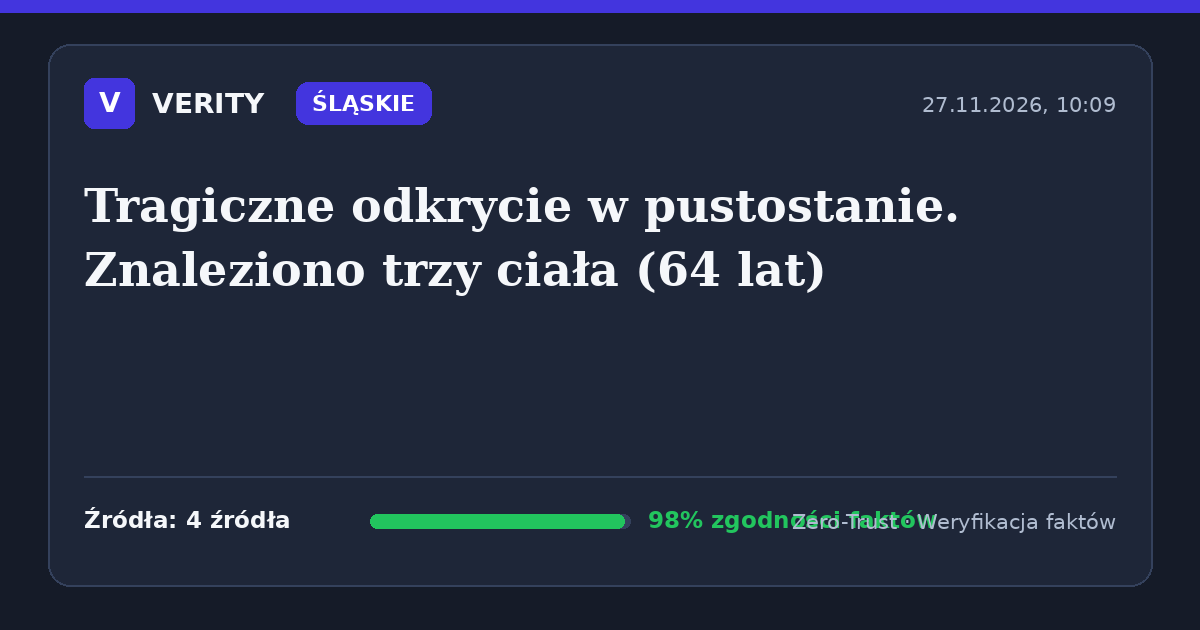 V VERITY ŚLĄSKIE 27.11.2026, 10:09
Tragiczne odkrycie w pustostanie.
Znaleziono trzy ciała (64 lat)
Źródła: 4 źródła 98% zgodności faktów Zero-Trust · Weryfikacja faktów